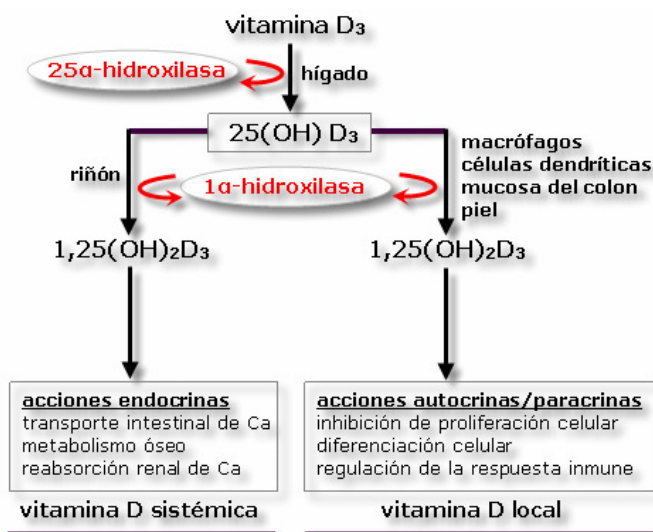 vitamina D₃
25α-hidroxilasa
hígado
25(OH) D₃
riñón
1α-hidroxilasa
macrófagos
células dendríticas
mucosa del colon
piel
1,25(OH)₂D₃
1,25(OH)₂D₃
acciones endocrinas
transporte intestinal de Ca
metabolismo óseo
reabsorción renal de Ca
vitamina D sistémica
acciones autocrinas/paracrinas
inhibición de proliferación celular
diferenciación celular
regulación de la respuesta inmune
vitamina D local